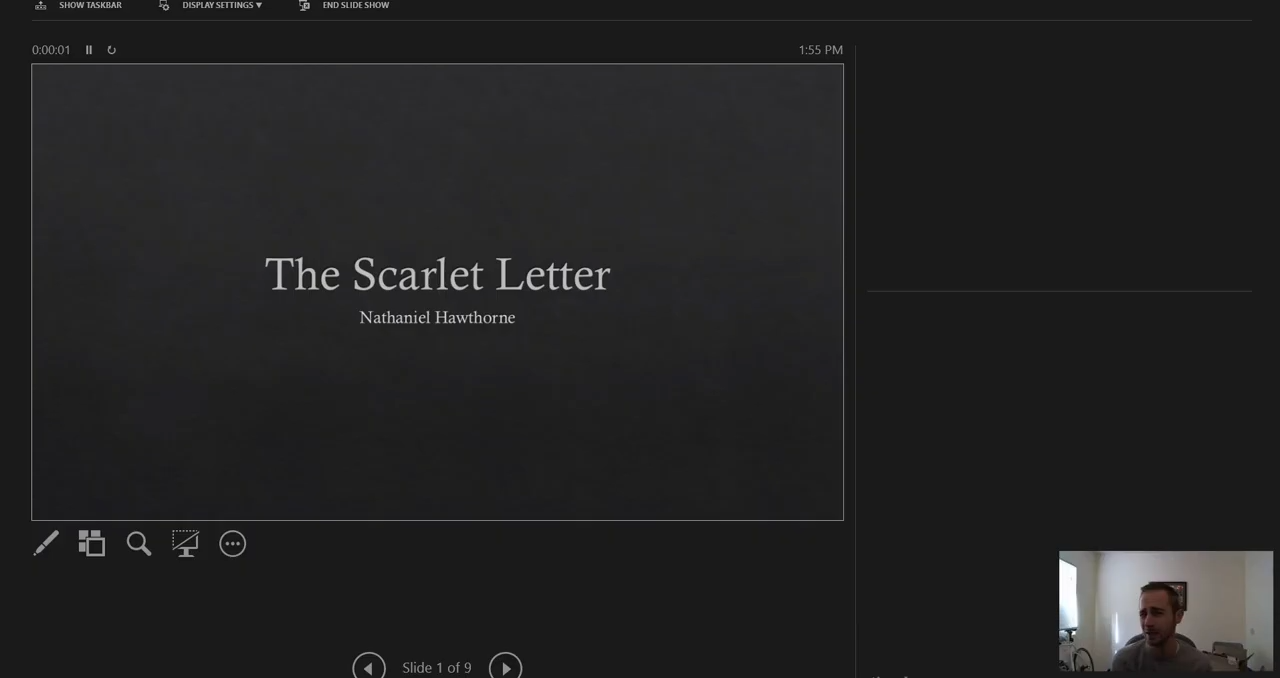 SHOW TASKBAR DISPLAY SETTINGS ▾ END SLIDE SHOW
0:00:01 1:55 PM
The Scarlet Letter
Nathaniel Hawthorne
Slide 1 of 9